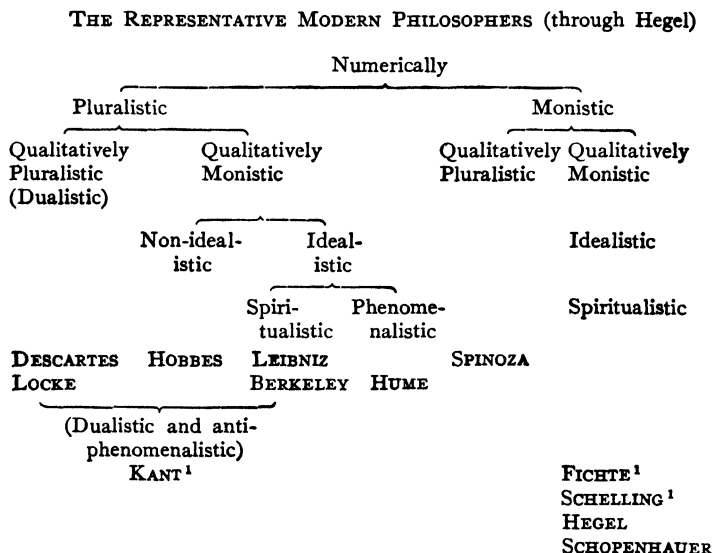 THE REPRESENTATIVE MODERN PHILOSOPHERS (through Hegel)
Numerically
Pluralistic Monistic
Qualitatively Qualitatively Qualitatively Qualitatively
Pluralistic Monistic Pluralistic Monistic
(Dualistic)
Non-ideal- Ideal- Idealistic
istic istic
Spiri- Phenome- Spiritualistic
tualistic nalistic
DESCARTES HOBBES LEIBNIZ SPINOZA
LOCKE BERKELEY HUME
(Dualistic and anti-
phenomenalistic)
KANT¹ FICHTE¹
SCHELLING¹
HEGEL
SCHOPENHAUER